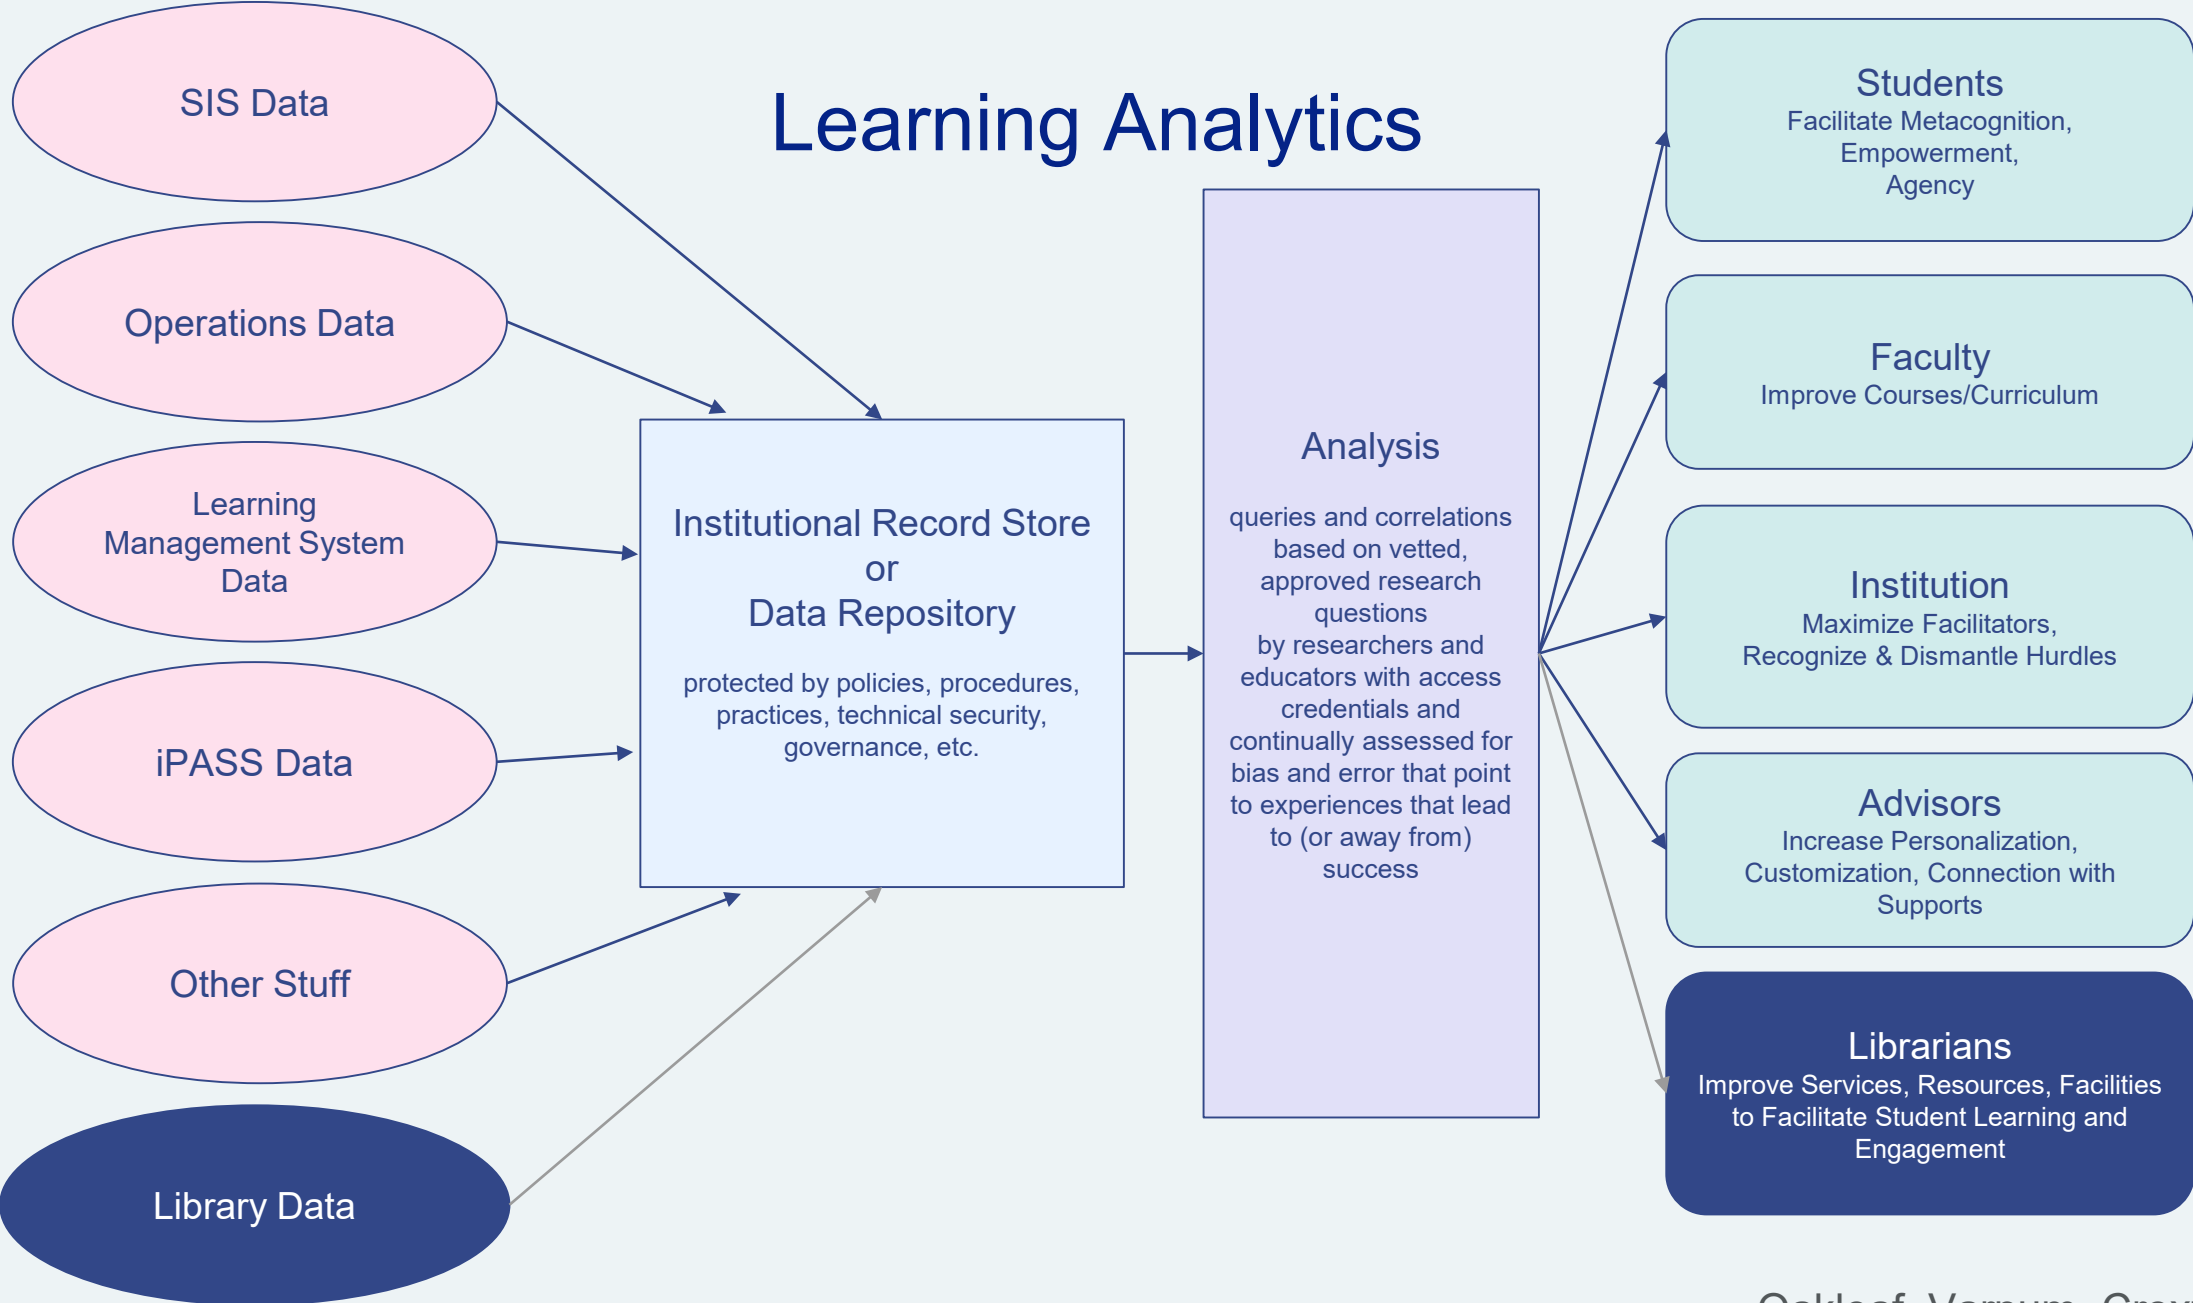 Learning Analytics
SIS Data
Operations Data
Learning
Management System
Data
iPASS Data
Other Stuff
Library Data
Institutional Record Store
or
Data Repository
protected by policies, procedures,
practices, technical security,
governance, etc.
Analysis
queries and correlations
based on vetted,
approved research
questions
by researchers and
educators with access
credentials and
continually assessed for
bias and error that point
to experiences that lead
to (or away from)
success
Students
Facilitate Metacognition,
Empowerment,
Agency
Faculty
Improve Courses/Curriculum
Institution
Maximize Facilitators,
Recognize & Dismantle Hurdles
Advisors
Increase Personalization,
Customization, Connection with
Supports
Librarians
Improve Services, Resources, Facilities
to Facilitate Student Learning and
Engagement